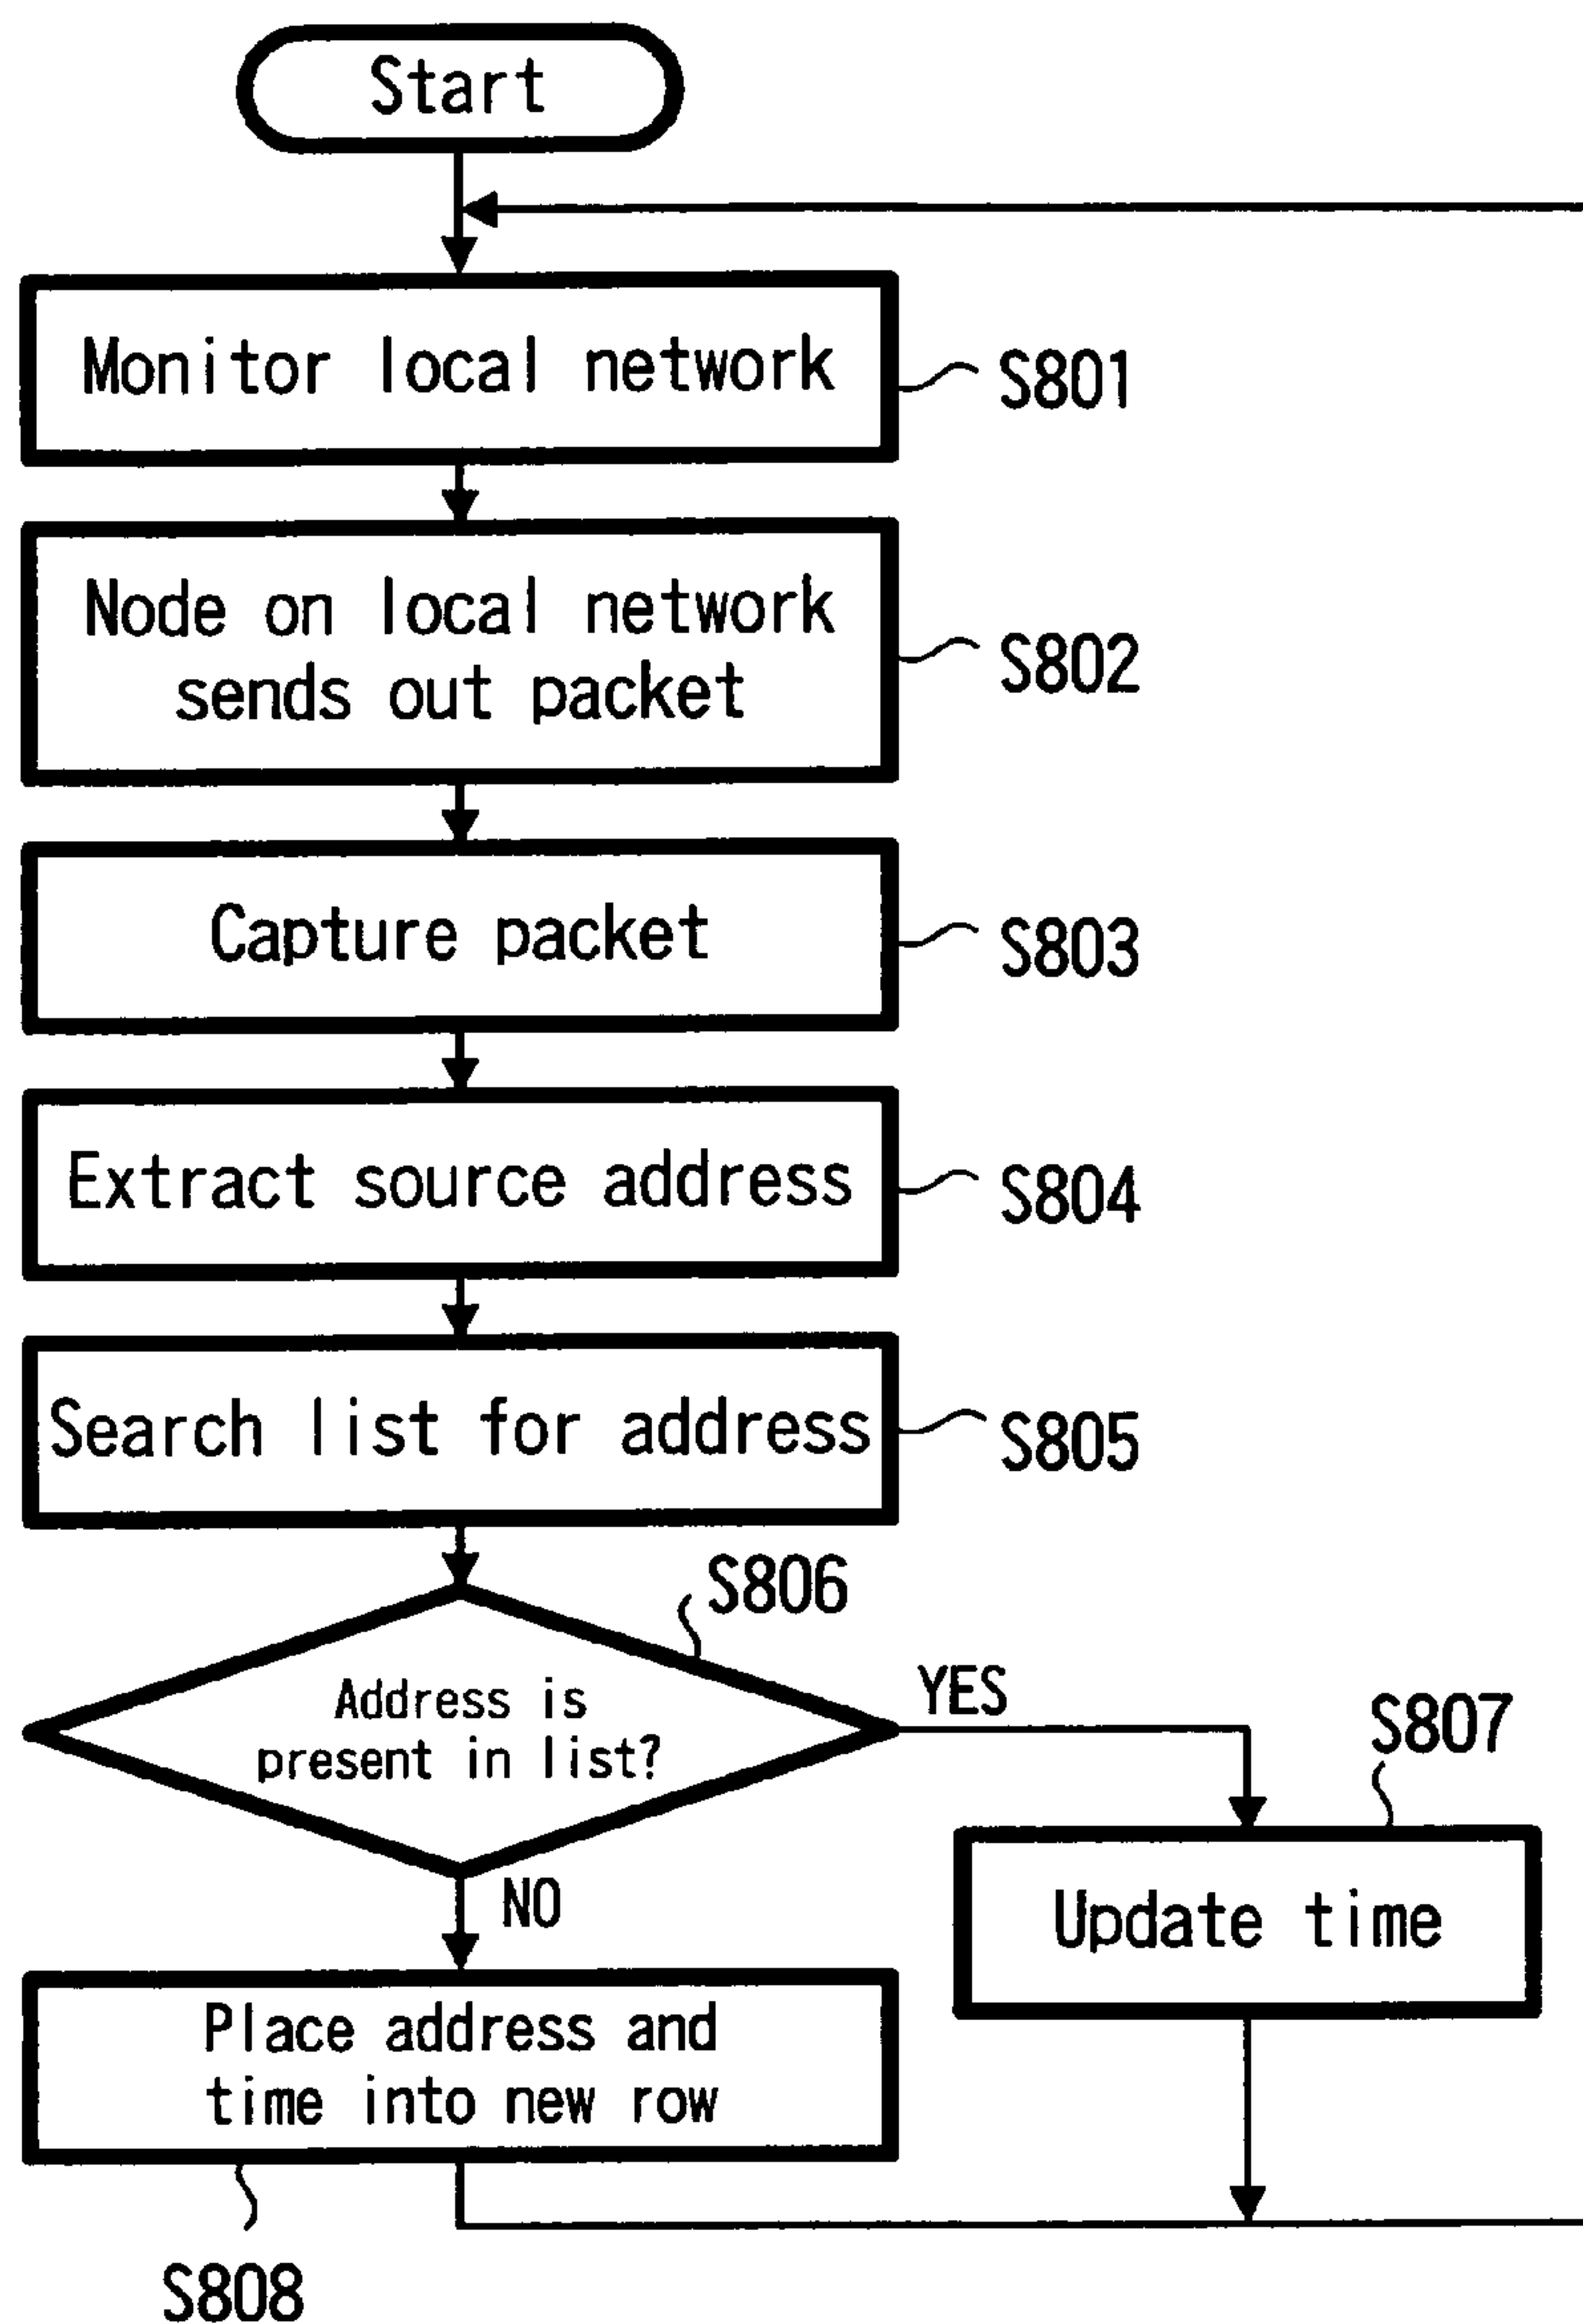 Start
Monitor local network
S801
Node on local network
sends out packet
S802
Capture packet
S803
Extract source address
S804
Search list for address
S805
S806
Address is
present in list?
YES
S807
Update time
NO
Place address and
time into new row
S808